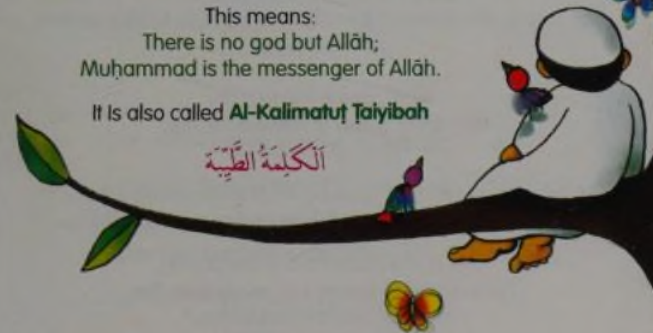 This means:
There is no god but Allāh;
Muḥammad is the messenger of Allāh.
It Is also called Al-Kalimatuṭ Ṭaiyibah
اَلْكَلِمَةُ الطَّيِّبَة